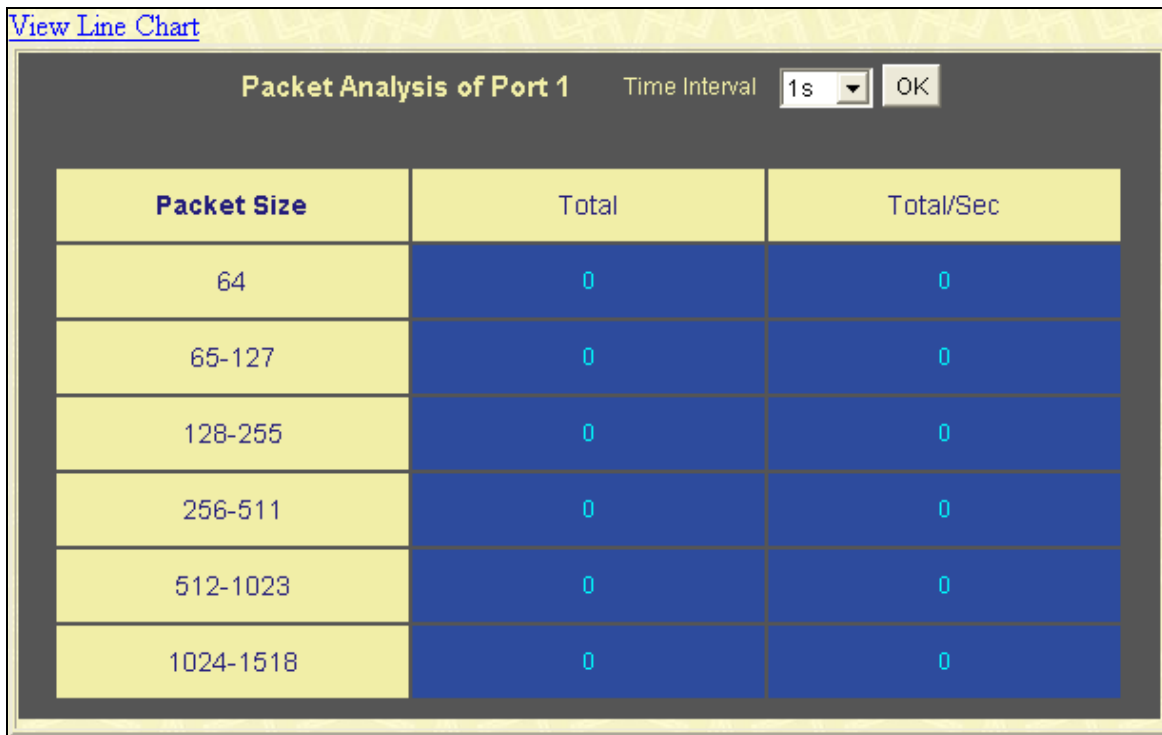 View Line Chart
Packet Analysis of Port 1 Time Interval 1s OK
Packet Size Total Total/Sec
64 0 0
65-127 0 0
128-255 0 0
256-511 0 0
512-1023 0 0
1024-1518 0 0